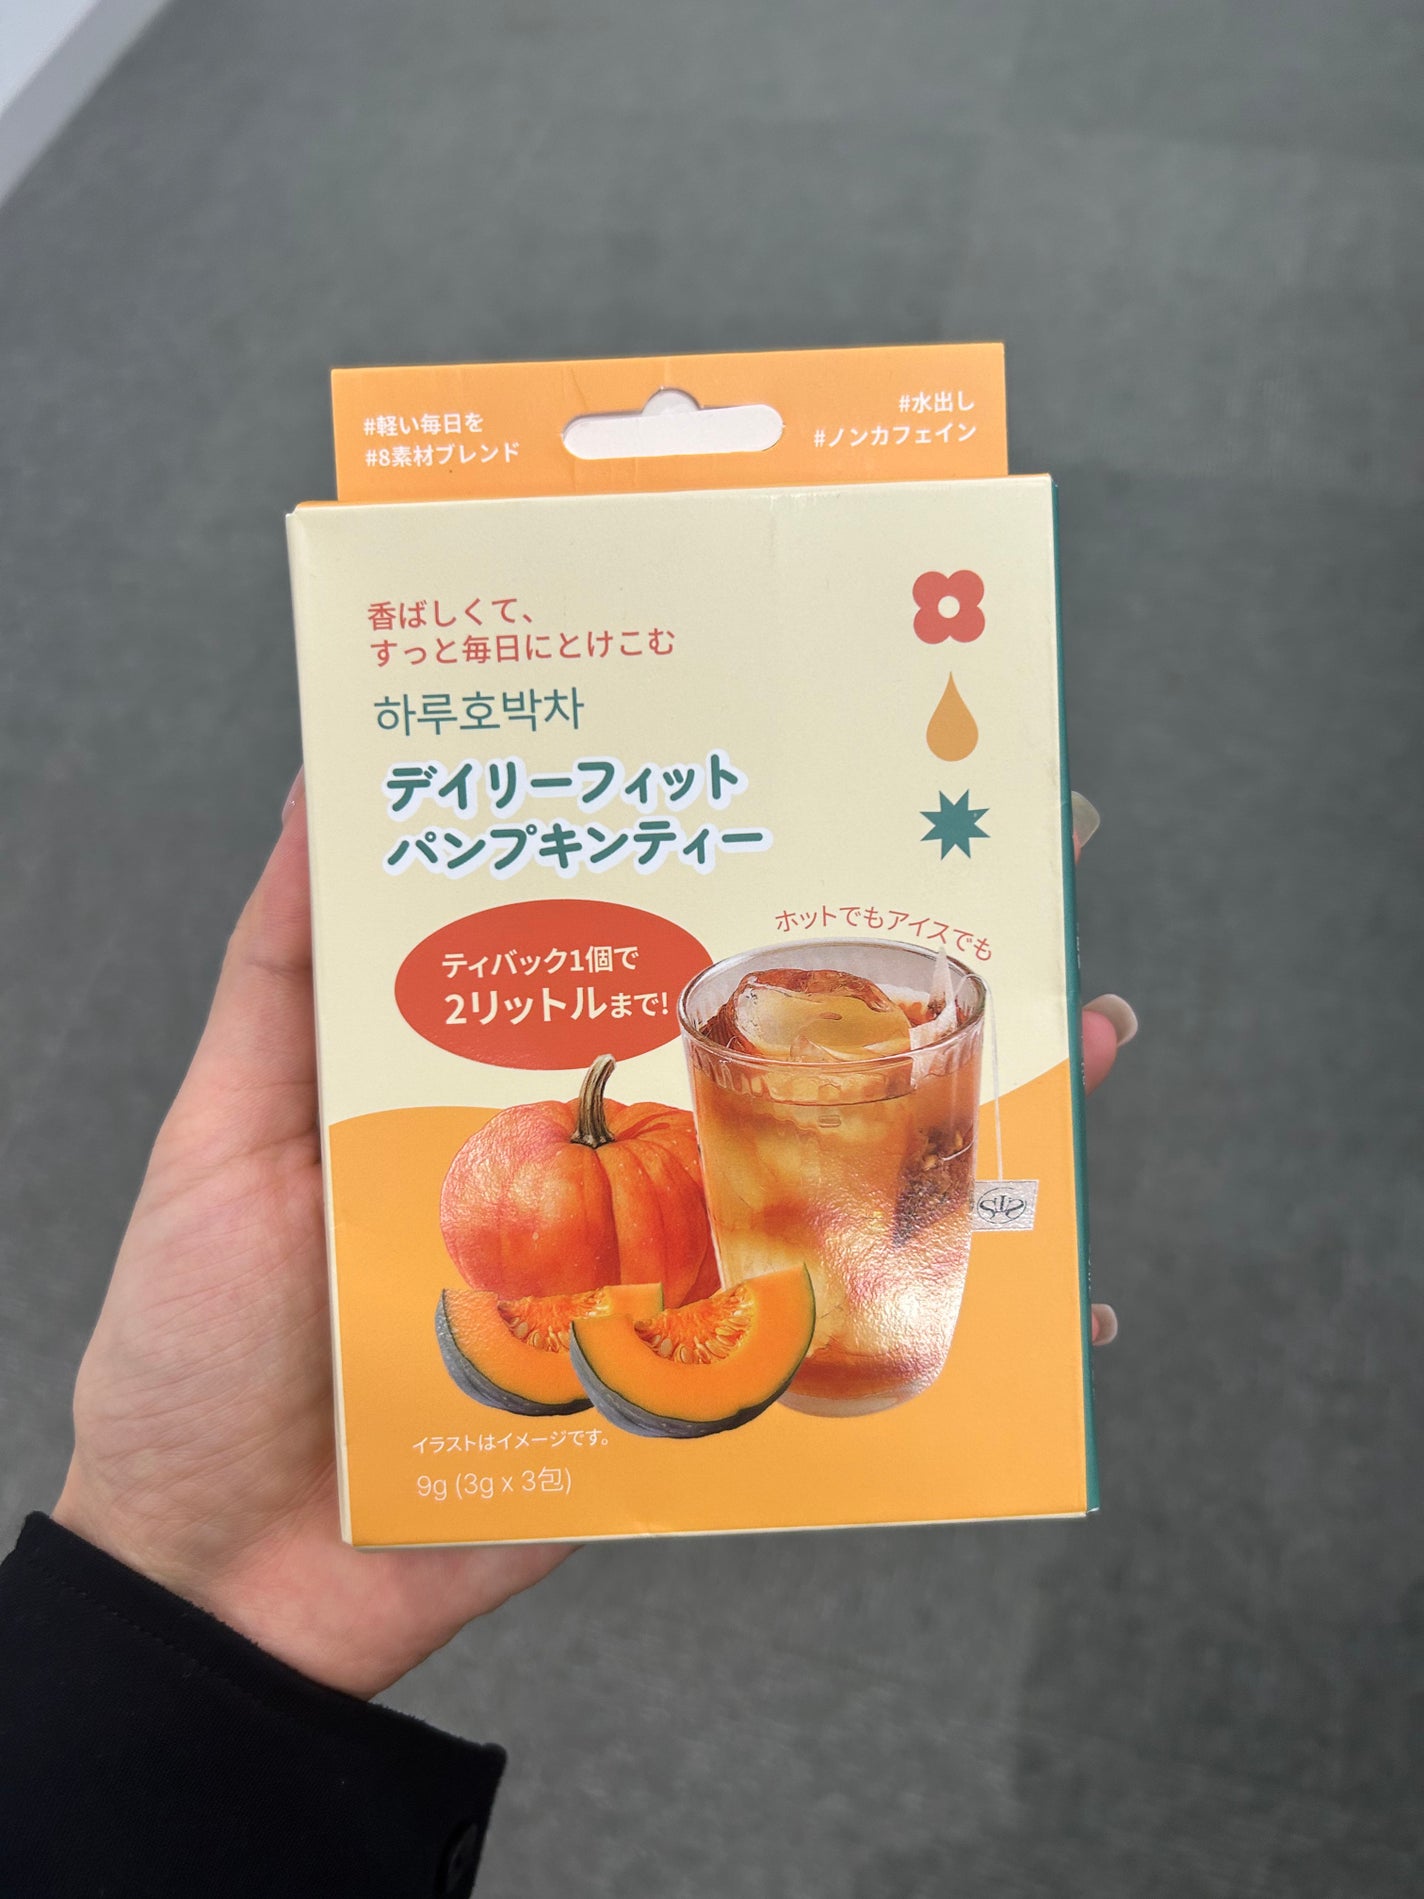 #軽い毎日を
#8素材ブレンド
#水出し
#ノンカフェイン
香ばしくて、
すっと毎日にとけこむ
하루호박차
デイリーフィット
パンプキンティー
ホットでもアイスでも
ティバック1個で
2リットルまで!
イラストはイメージです。
9g (3g x 3包)